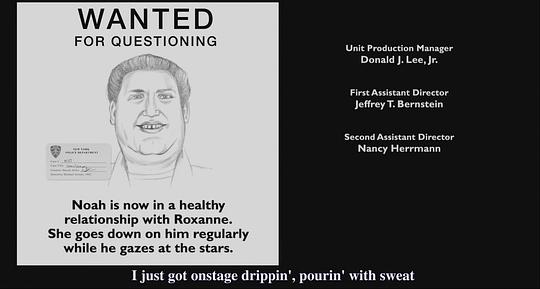 WANTED
FOR QUESTIONING
NEW YORK
POLICE DEPARTMENT
Noah is now in a healthy
relationship with Roxanne.
She goes down on him regularly
while he gazes at the stars.
Unit Production Manager
Donald J. Lee, Jr.
First Assistant Director
Jeffrey T. Bernstein
Second Assistant Director
Nancy Herrmann
I just got onstage drippin', pourin' with sweat